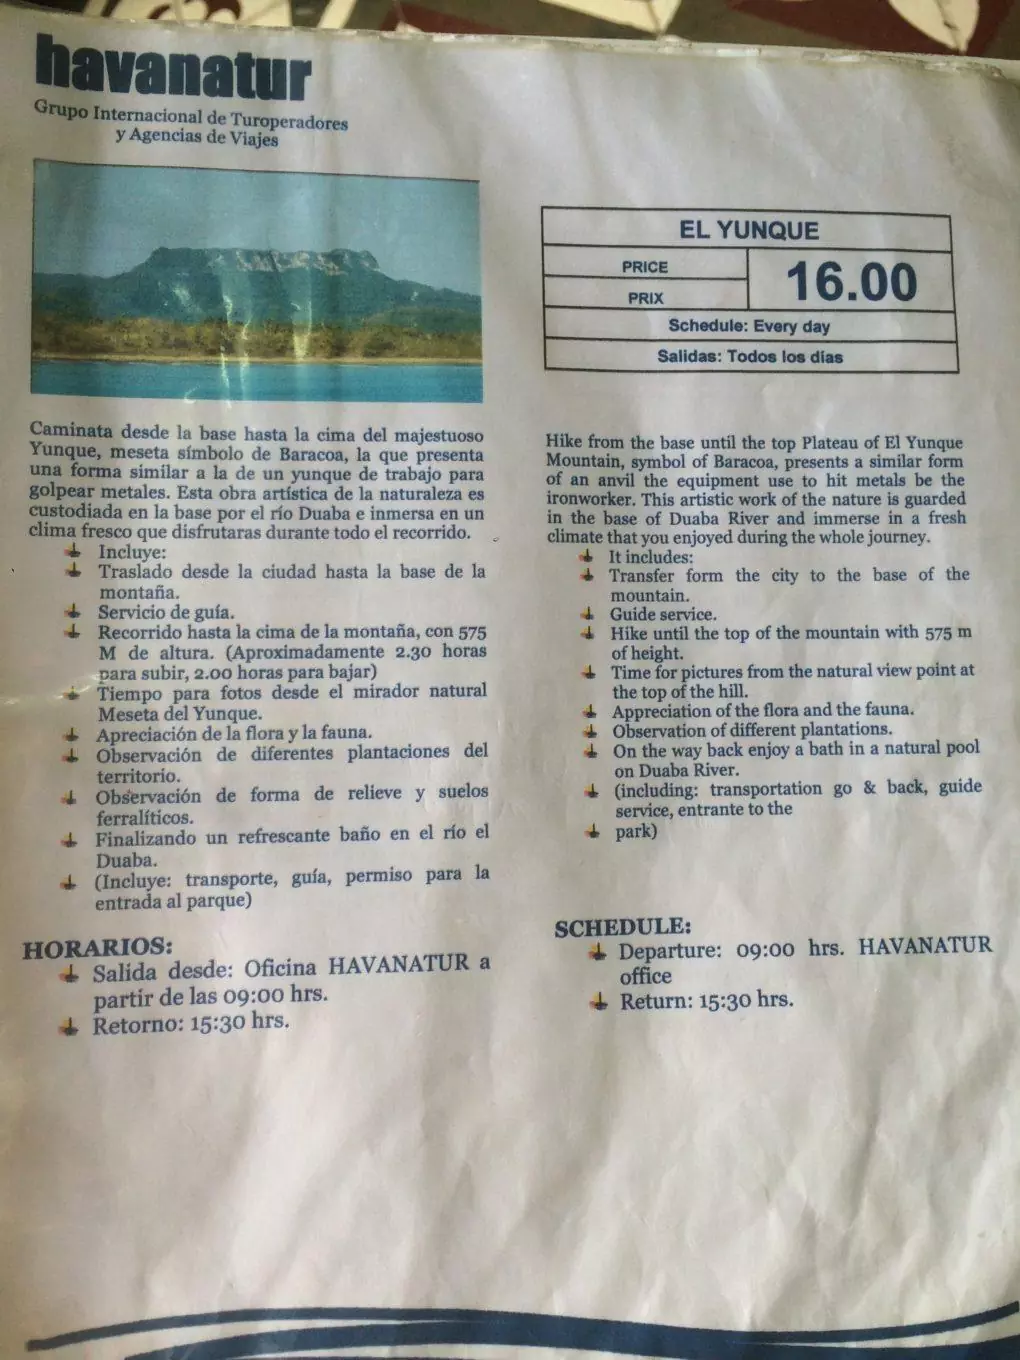 havanatur
Grupo Internacional de Turoperadores
y Agencias de Viajes
EL YUNQUE
PRICE
PRIX
16.00
Schedule: Every day
Salidas: Todos los días
Caminata desde la base hasta la cima del majestuoso
Yunque, meseta símbolo de Baracoa, la que presenta
una forma similar a la de un yunque de trabajo para
golpear metales. Esta obra artística de la naturaleza es
custodiada en la base por el río Duaba e inmersa en un
clima fresco que disfrutaras durante todo el recorrido.
Incluye:
Traslado desde la ciudad hasta la base de la
montaña.
Servicio de guía.
Recorrido hasta la cima de la montaña, con 575
M de altura. (Aproximadamente 2.30 horas
para subir, 2.00 horas para bajar)
Tiempo para fotos desde el mirador natural
Meseta del Yunque.
Apreciación de la flora y la fauna.
Observación de diferentes plantaciones del
territorio.
Observación de forma de relieve y suelos
ferralíticos.
Finalizando un refrescante baño en el río el
Duaba.
(Incluye: transporte, guía, permiso para la
entrada al parque)
HORARIOS:
Salida desde: Oficina HAVANATUR a
partir de las 09:00 hrs.
Retorno: 15:30 hrs.
Hike from the base until the top Plateau of El Yunque
Mountain, symbol of Baracoa, presents a similar form
of an anvil the equipment use to hit metals be the
ironworker. This artistic work of the nature is guarded
in the base of Duaba River and immerse in a fresh
climate that you enjoyed during the whole journey.
It includes:
Transfer form the city to the base of the
mountain.
Guide service.
Hike until the top of the mountain with 575 m
of height.
Time for pictures from the natural view point at
the top of the hill.
Appreciation of the flora and the fauna.
Observation of different plantations.
On the way back enjoy a bath in a natural pool
on Duaba River.
(including: transportation go & back, guide
service, entrante to the
park)
SCHEDULE:
Departure: 09:00 hrs. HAVANATUR
office
Return: 15:30 hrs.